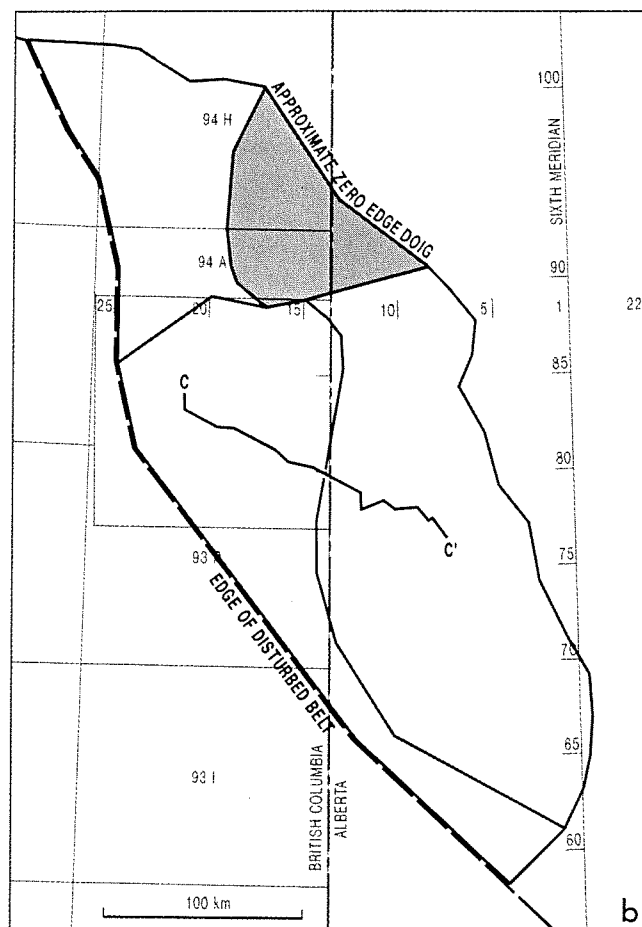 100
94 H
APPROXIMATE ZERO EDGE DOIG
SIXTH MERIDIAN
94 A
90
25
20
15
10
5
1
22
85
C
80
C'
75
EDGE OF DISTURBED BELT
70
65
93 I
BRITISH COLUMBIA
ALBERTA
60
100 km
b